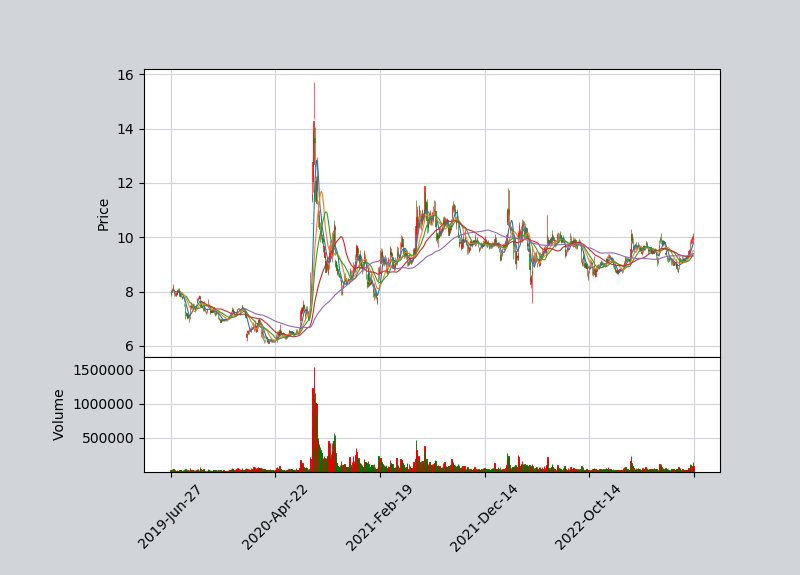 16
14
12
10
8
6
Price
1500000
1000000
500000
Volume
2019-Jun-27
2020-Apr-22
2021-Feb-19
2021-Dec-14
2022-Oct-14